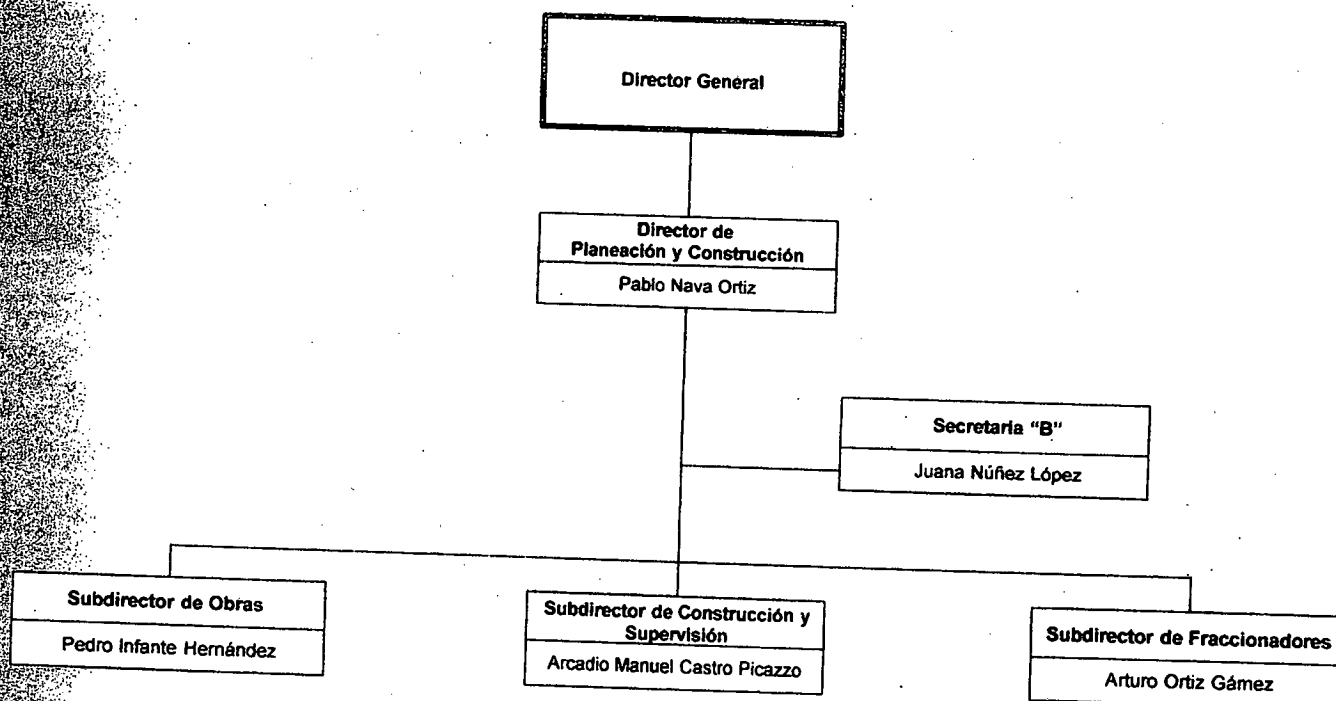 Director General
Director de
Planeación y Construcción
Pablo Nava Ortiz
Secretaria "B"
Juana Núñez López
Subdirector de Obras
Pedro Infante Hernández
Subdirector de Construcción y
Supervisión
Arcadio Manuel Castro Picazzo
Subdirector de Fraccionadores
Arturo Ortiz Gámez